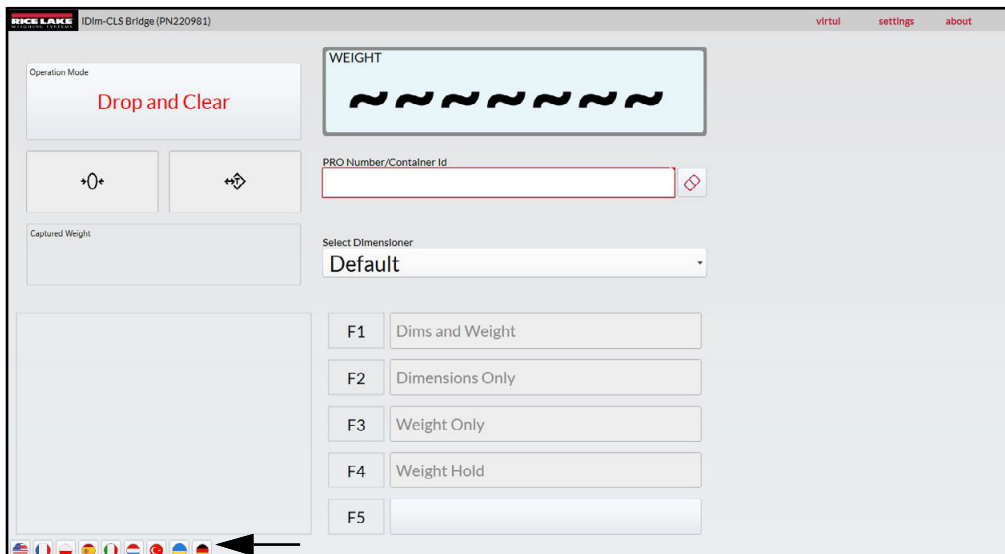 RICE LAKE
WEIGHING SYSTEMS
IDim-CLS Bridge (PN220981)
virtui settings about
Operation Mode
Drop and Clear
WEIGHT
~~~~~~~
→0←
T
PRO Number/Container Id
Captured Weight
Select Dimensioner
Default
F1 Dims and Weight
F2 Dimensions Only
F3 Weight Only
F4 Weight Hold
F5